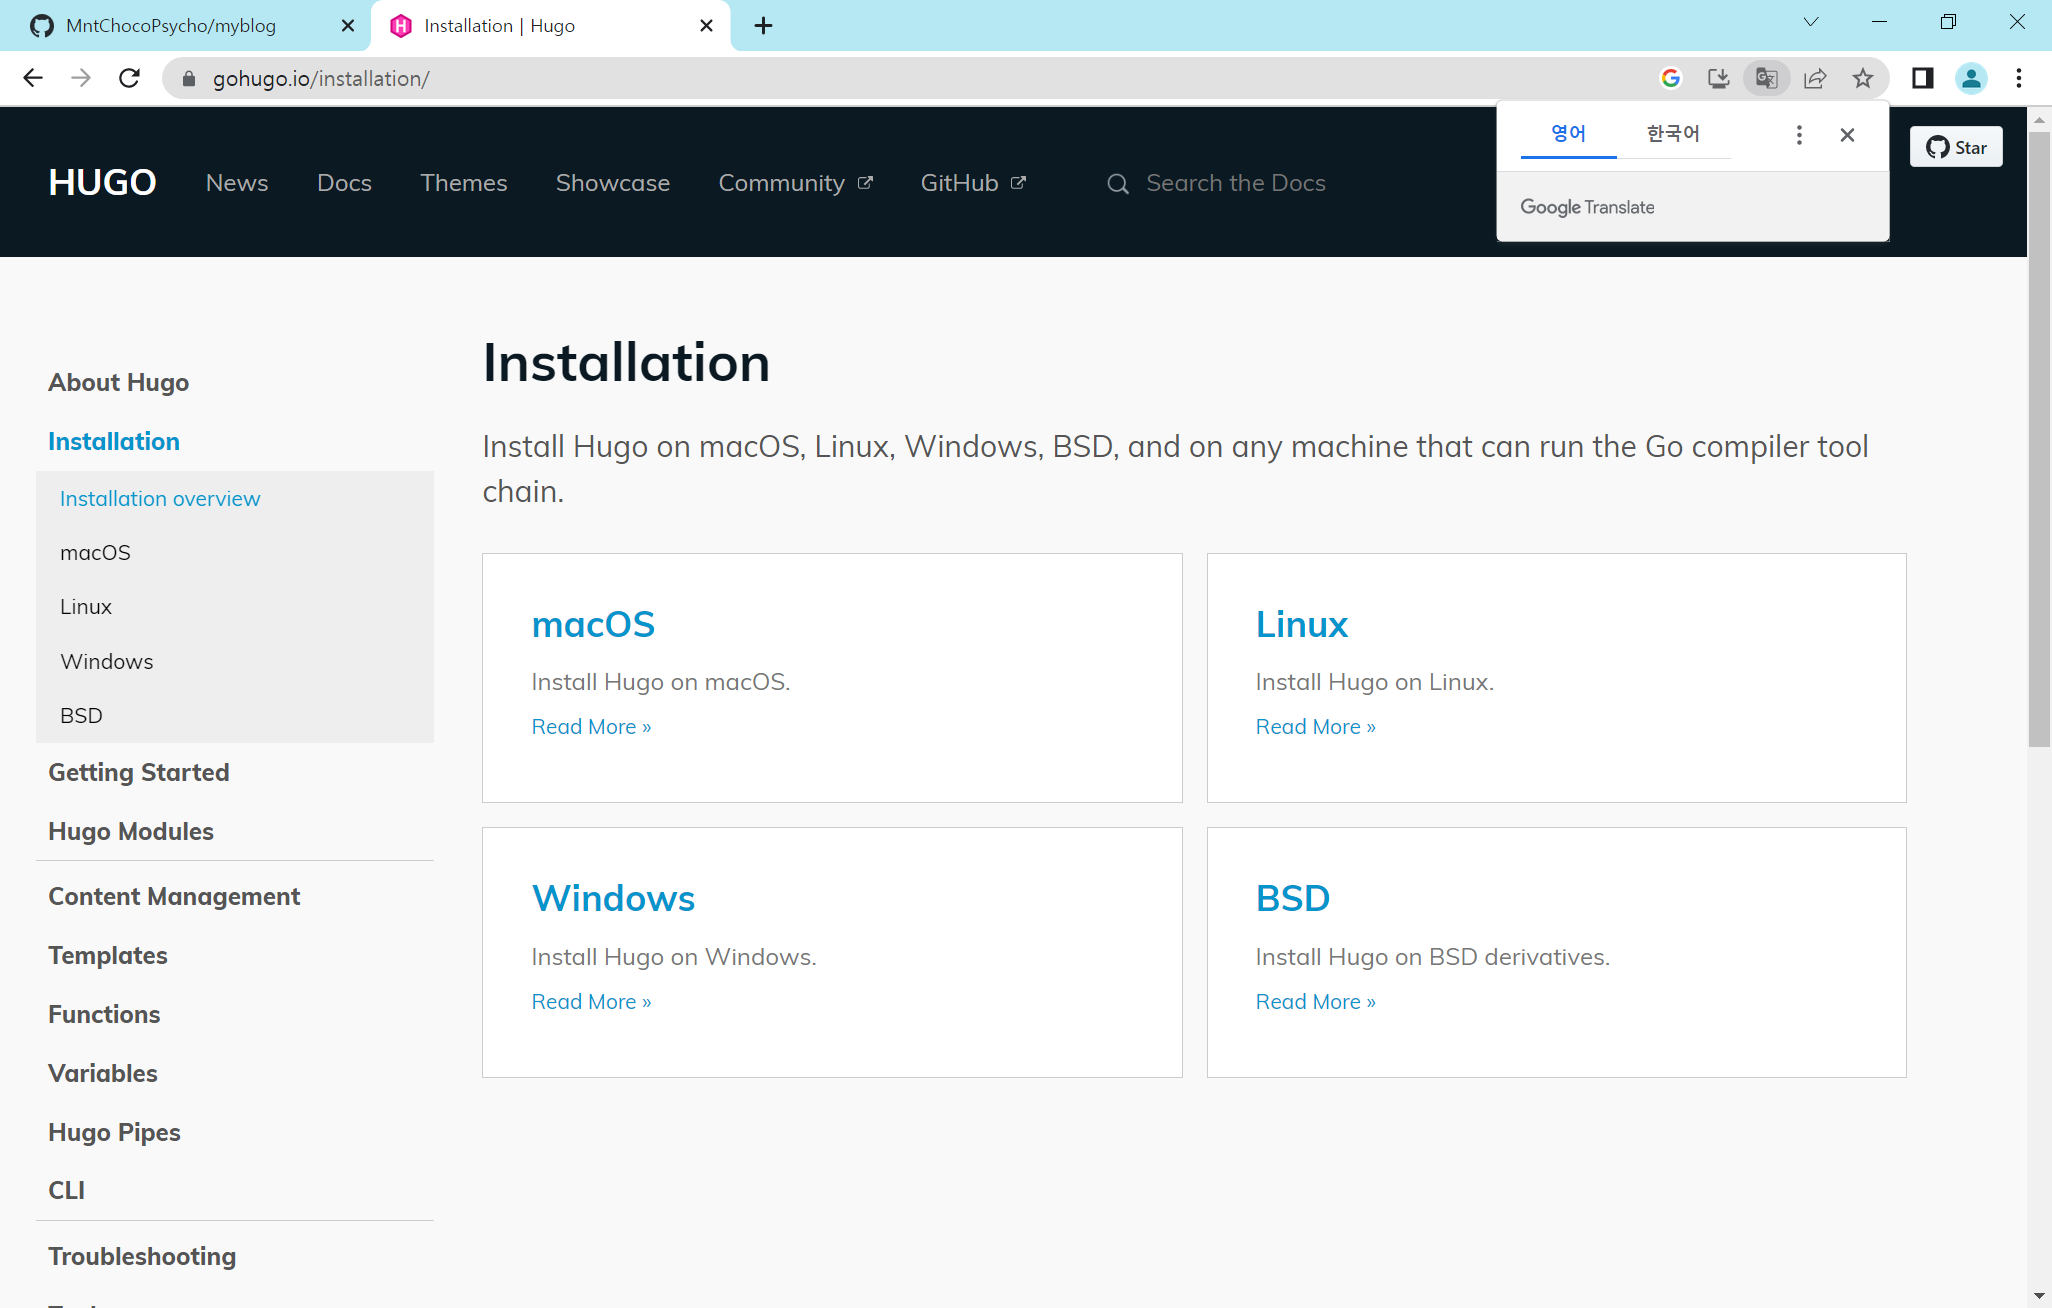 MntChocoPsycho/myblog
Installation | Hugo
gohugo.io/installation/
영어 한국어
Google Translate
Star
HUGO News Docs Themes Showcase Community GitHub Search the Docs
About Hugo
Installation
Installation overview
macOS
Linux
Windows
BSD
Getting Started
Hugo Modules
Content Management
Templates
Functions
Variables
Hugo Pipes
CLI
Troubleshooting
Installation
Install Hugo on macOS, Linux, Windows, BSD, and on any machine that can run the Go compiler tool
chain.
macOS
Install Hugo on macOS.
Read More »
Linux
Install Hugo on Linux.
Read More »
Windows
Install Hugo on Windows.
Read More »
BSD
Install Hugo on BSD derivatives.
Read More »